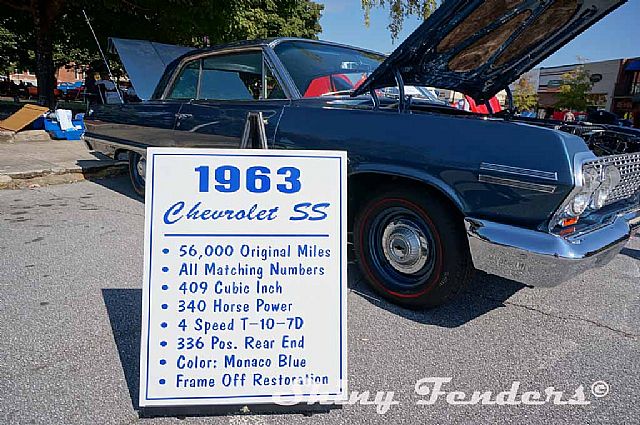 1963
Chevrolet SS
• 56,000 Original Miles
• All Matching Numbers
• 409 Cubic Inch
• 340 Horse Power
• 4 Speed T-10-7D
• 336 Pos. Rear End
• Color: Monaco Blue
• Frame Off Restoration
Shiny Fenders©